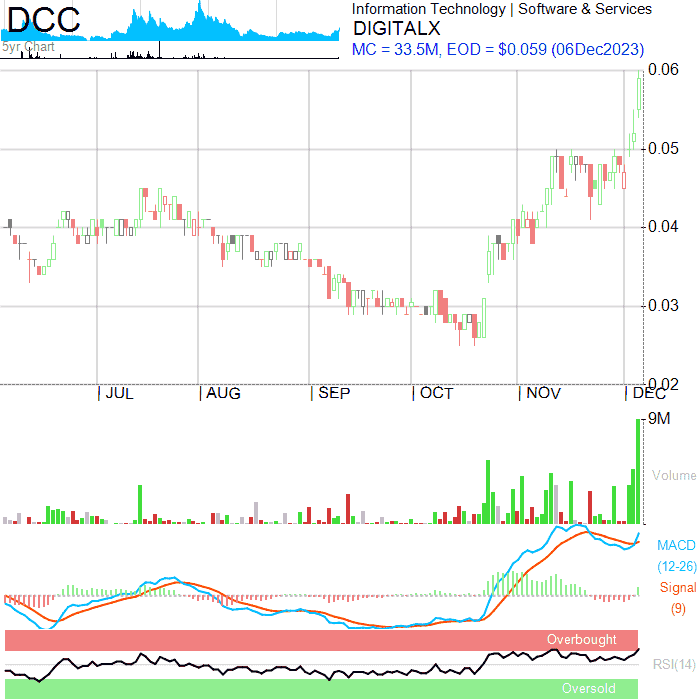 DCC
Information Technology | Software & Services
DIGITALX
5yr Chart
MC = 33.5M, EOD = $0.059 (06Dec2023)
0.06
0.05
0.04
0.03
0.02
| JUL | AUG | SEP | OCT | NOV | DEC
9M
Volume
MACD
(12-26)
Signal
(9)
Overbought
RSI(14)
Oversold